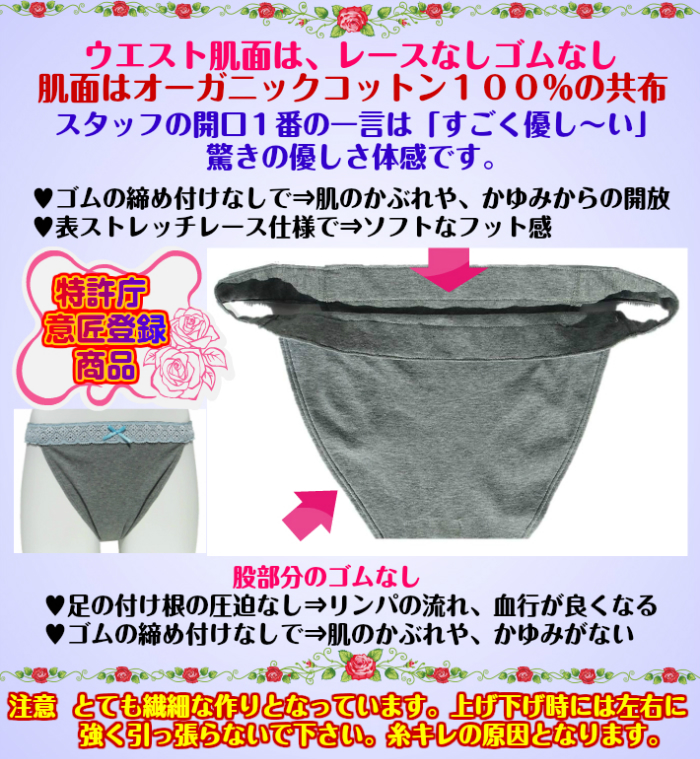 ウエスト肌面は、レースなしゴムなし
肌面はオーガニックコットン１００％の共布
スタッフの開口１番の一言は「すごく優し～い」
驚きの優しさ体感です。
♥ゴムの締め付けなしで⇒肌のかぶれや、かゆみからの開放
♥表ストレッチレース仕様で⇒ソフトなフット感
特許庁
意匠登録
商品
股部分のゴムなし
♥足の付け根の圧迫なし⇒リンパの流れ、血行が良くなる
♥ゴムの締め付けなしで⇒肌のかぶれや、かゆみがない
注意 とても繊細な作りとなっています。上げ下げ時には左右に
強く引っ張らないで下さい。糸キレの原因となります。